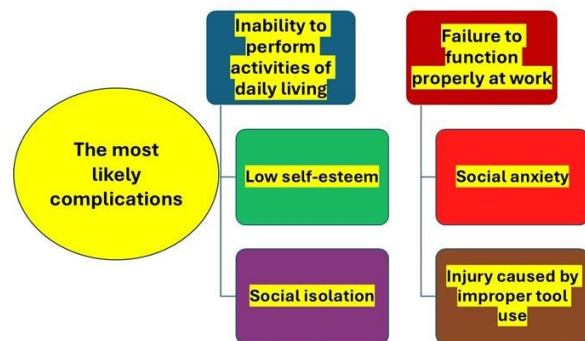 The most
likely
complications
Inability to
perform
activities of
daily living
Low self-esteem
Social isolation
Failure to
function
properly at work
Social anxiety
Injury caused by
improper tool
use